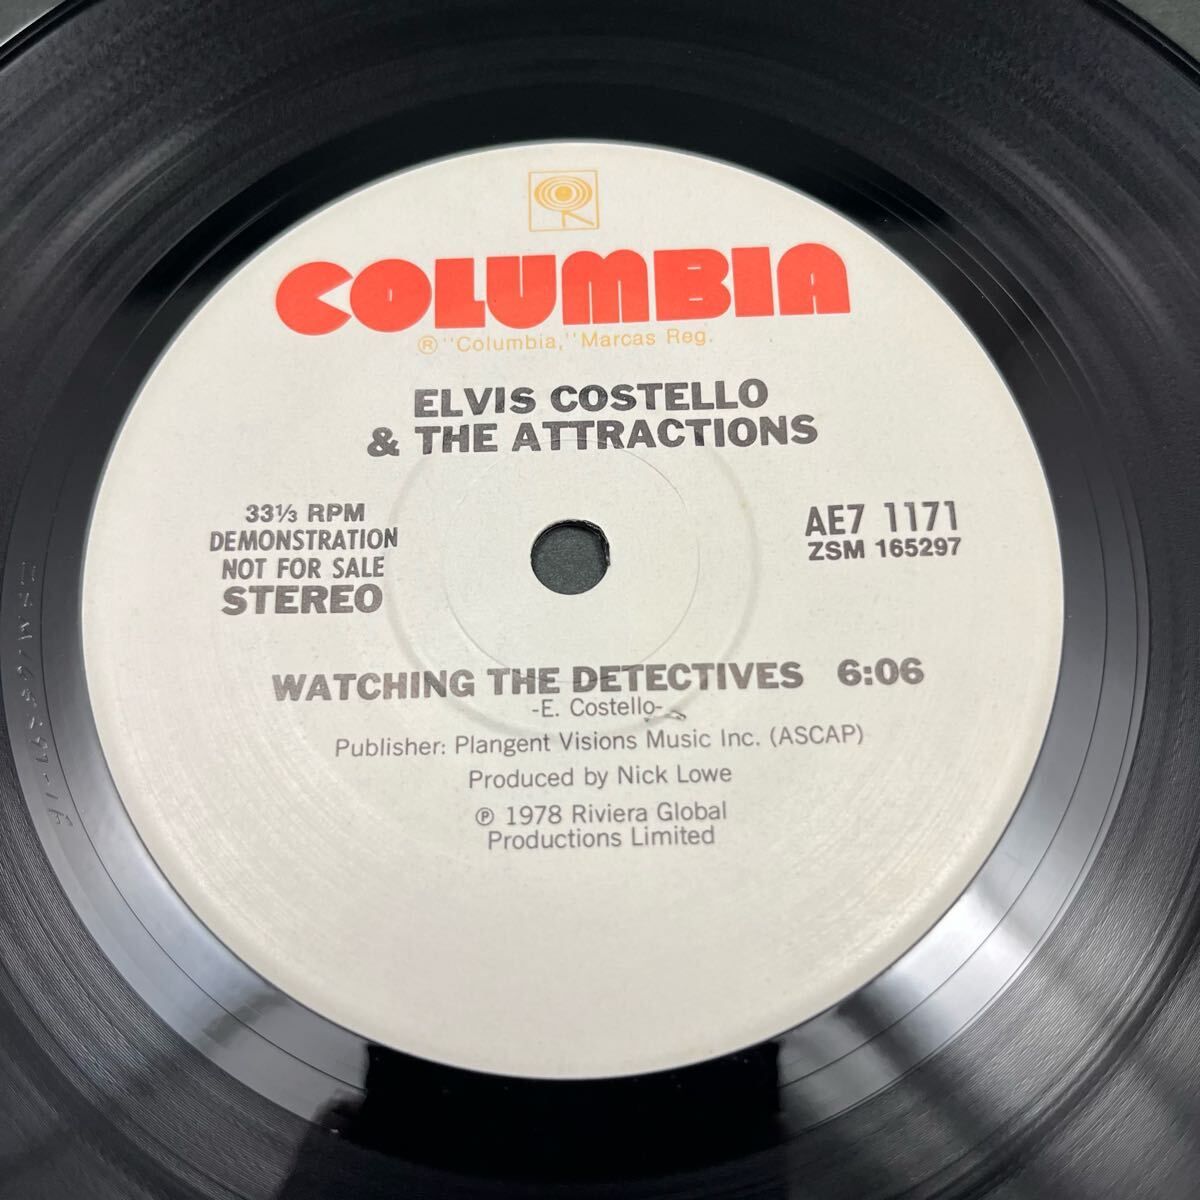 COLUMBIA
® "Columbia," Marcas Reg.
ELVIS COSTELLO
& THE ATTRACTIONS
33⅓ RPM
DEMONSTRATION
NOT FOR SALE
STEREO
AE7 1171
ZSM 165297
WATCHING THE DETECTIVES 6:06
-E. Costello-
Publisher: Plangent Visions Music Inc. (ASCAP)
Produced by Nick Lowe
℗ 1978 Riviera Global
Productions Limited